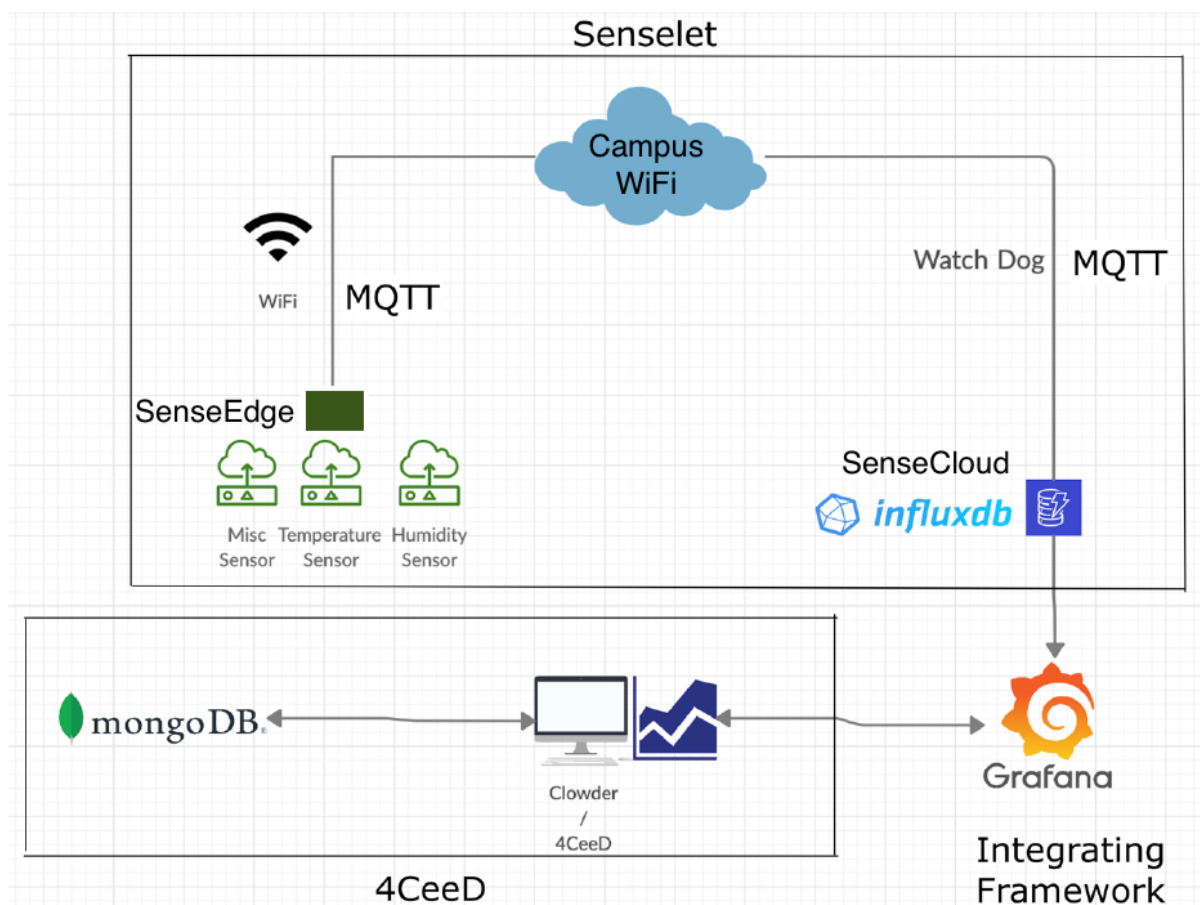 Senselet
Campus
WiFi
WiFi
MQTT
Watch Dog
MQTT
SenseEdge
Misc
Sensor
Temperature
Sensor
Humidity
Sensor
SenseCloud
influxdb
mongoDB
Clowder
/
4CeeD
Grafana
4CeeD
Integrating
Framework